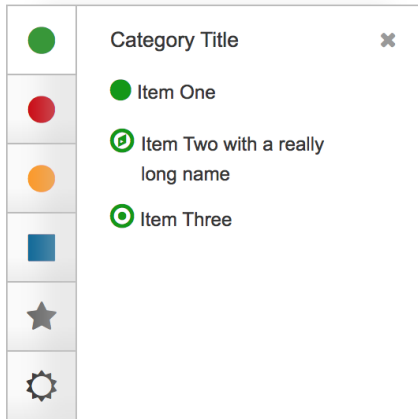 Category Title
Item One
Item Two with a really
long name
Item Three